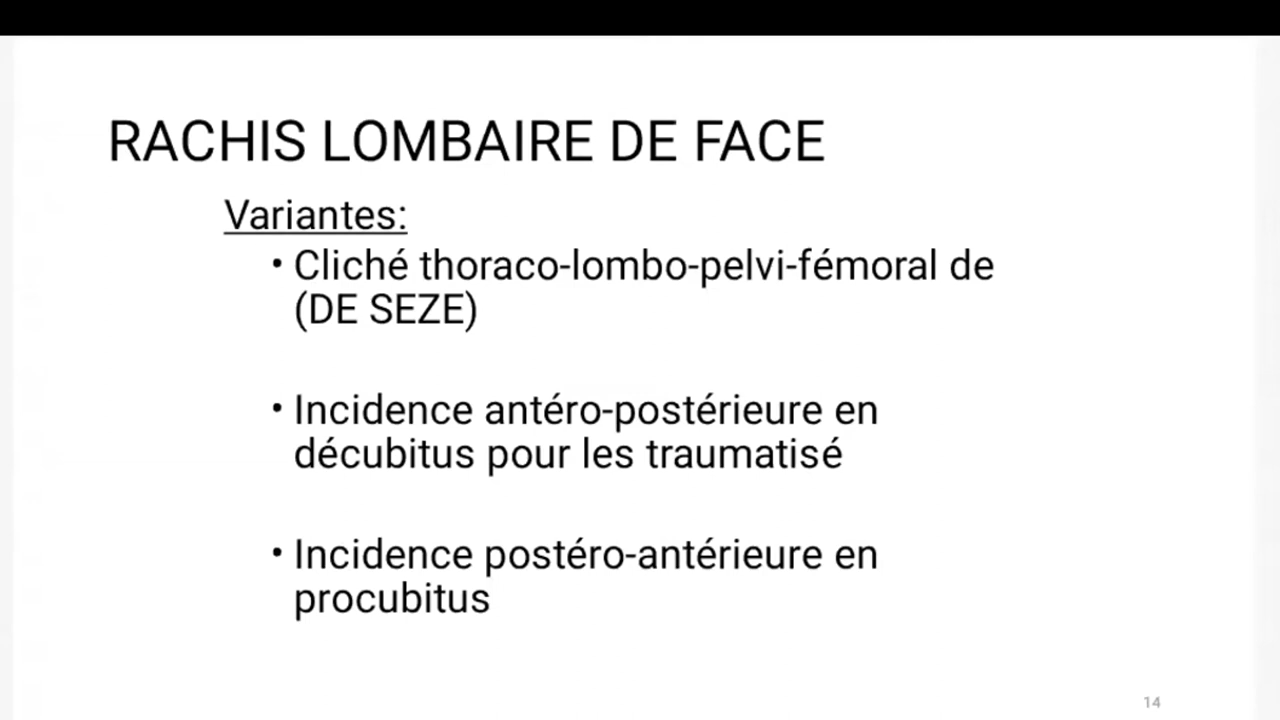 RACHIS LOMBAIRE DE FACE
Variantes:
• Cliché thoraco-lombo-pelvi-fémoral de
(DE SEZE)
• Incidence antéro-postérieure en
décubitus pour les traumatisé
• Incidence postéro-antérieure en
procubitus
14